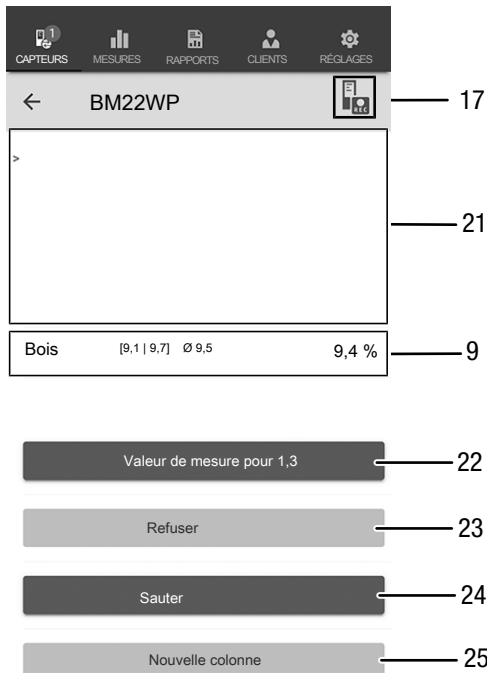 1
CAPTEURS MESURES RAPPORTS CLIENTS RÉGLAGES
← BM22WP REC 17
>
21
Bois [9,1 | 9,7] Ø 9,5 9,4 % 9
Valeur de mesure pour 1,3 22
Refuser 23
Sauter 24
Nouvelle colonne 25